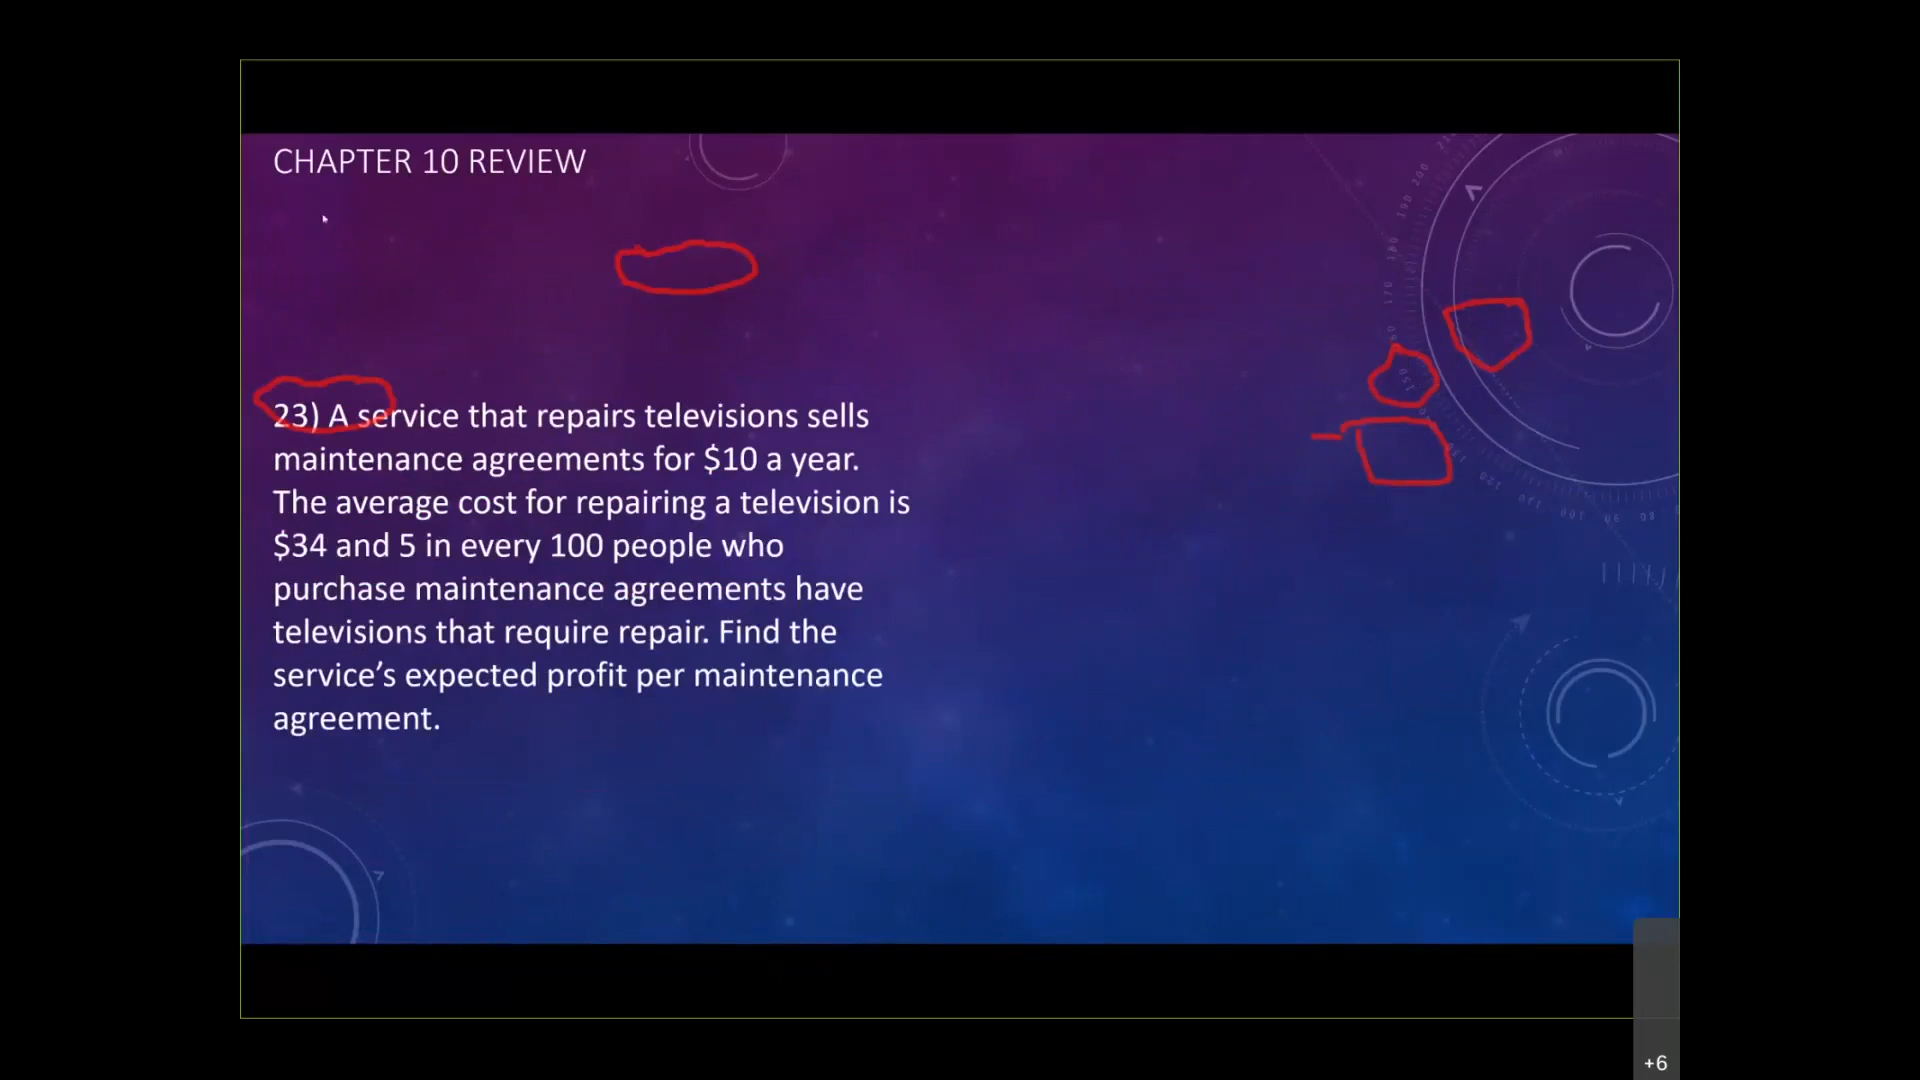 CHAPTER 10 REVIEW
23) A service that repairs televisions sells
maintenance agreements for $10 a year.
The average cost for repairing a television is
$34 and 5 in every 100 people who
purchase maintenance agreements have
televisions that require repair. Find the
service’s expected profit per maintenance
agreement.
+6